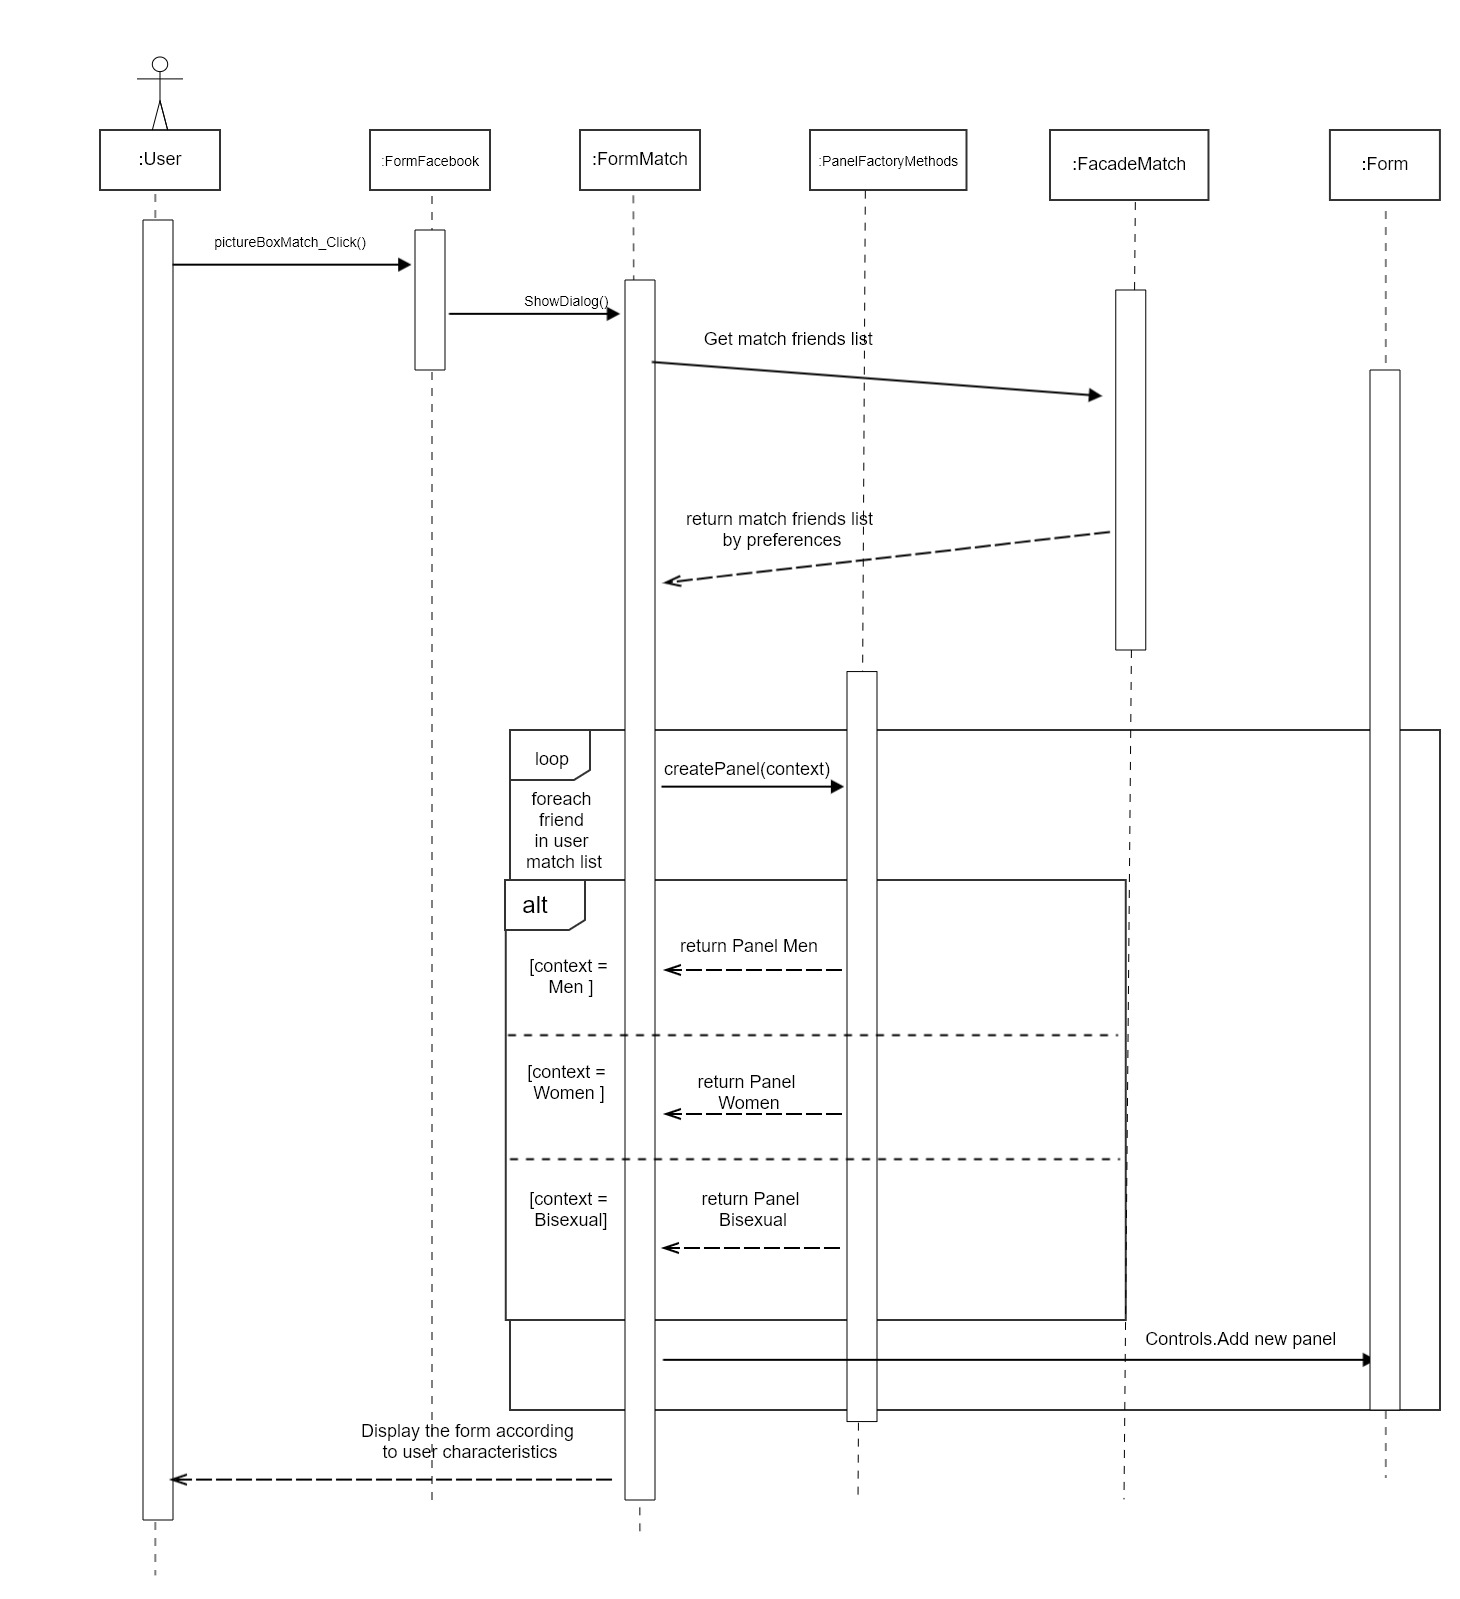 :User
:FormFacebook
:FormMatch
:PanelFactoryMethods
:FacadeMatch
:Form
pictureBoxMatch_Click()
ShowDialog()
Get match friends list
return match friends list
by preferences
loop
createPanel(context)
foreach
friend
in user
match list
alt
return Panel Men
[context =
Men ]
[context =
Women ]
return Panel
Women
[context =
Bisexual]
return Panel
Bisexual
Controls.Add new panel
Display the form according
to user characteristics